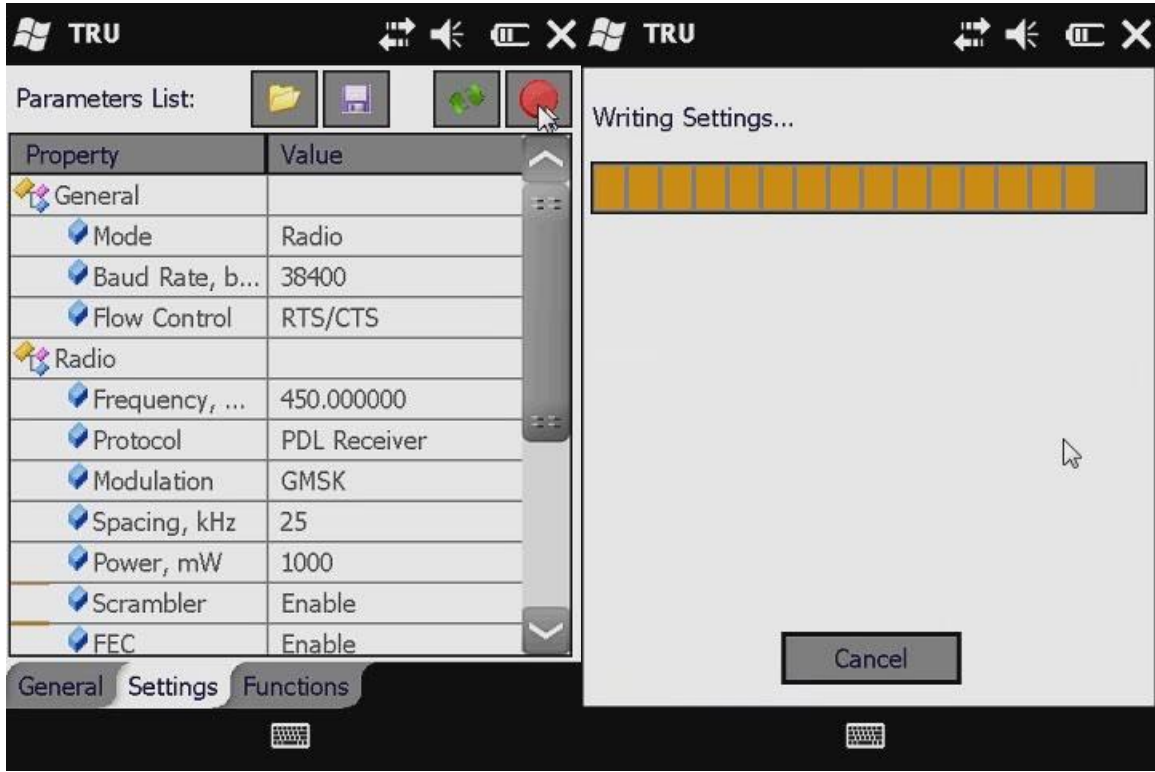 TRU
Parameters List:
Property Value
General
Mode Radio
Baud Rate, b... 38400
Flow Control RTS/CTS
Radio
Frequency, ... 450.000000
Protocol PDL Receiver
Modulation GMSK
Spacing, kHz 25
Power, mW 1000
Scrambler Enable
FEC Enable
General Settings Functions
TRU
Writing Settings...
Cancel